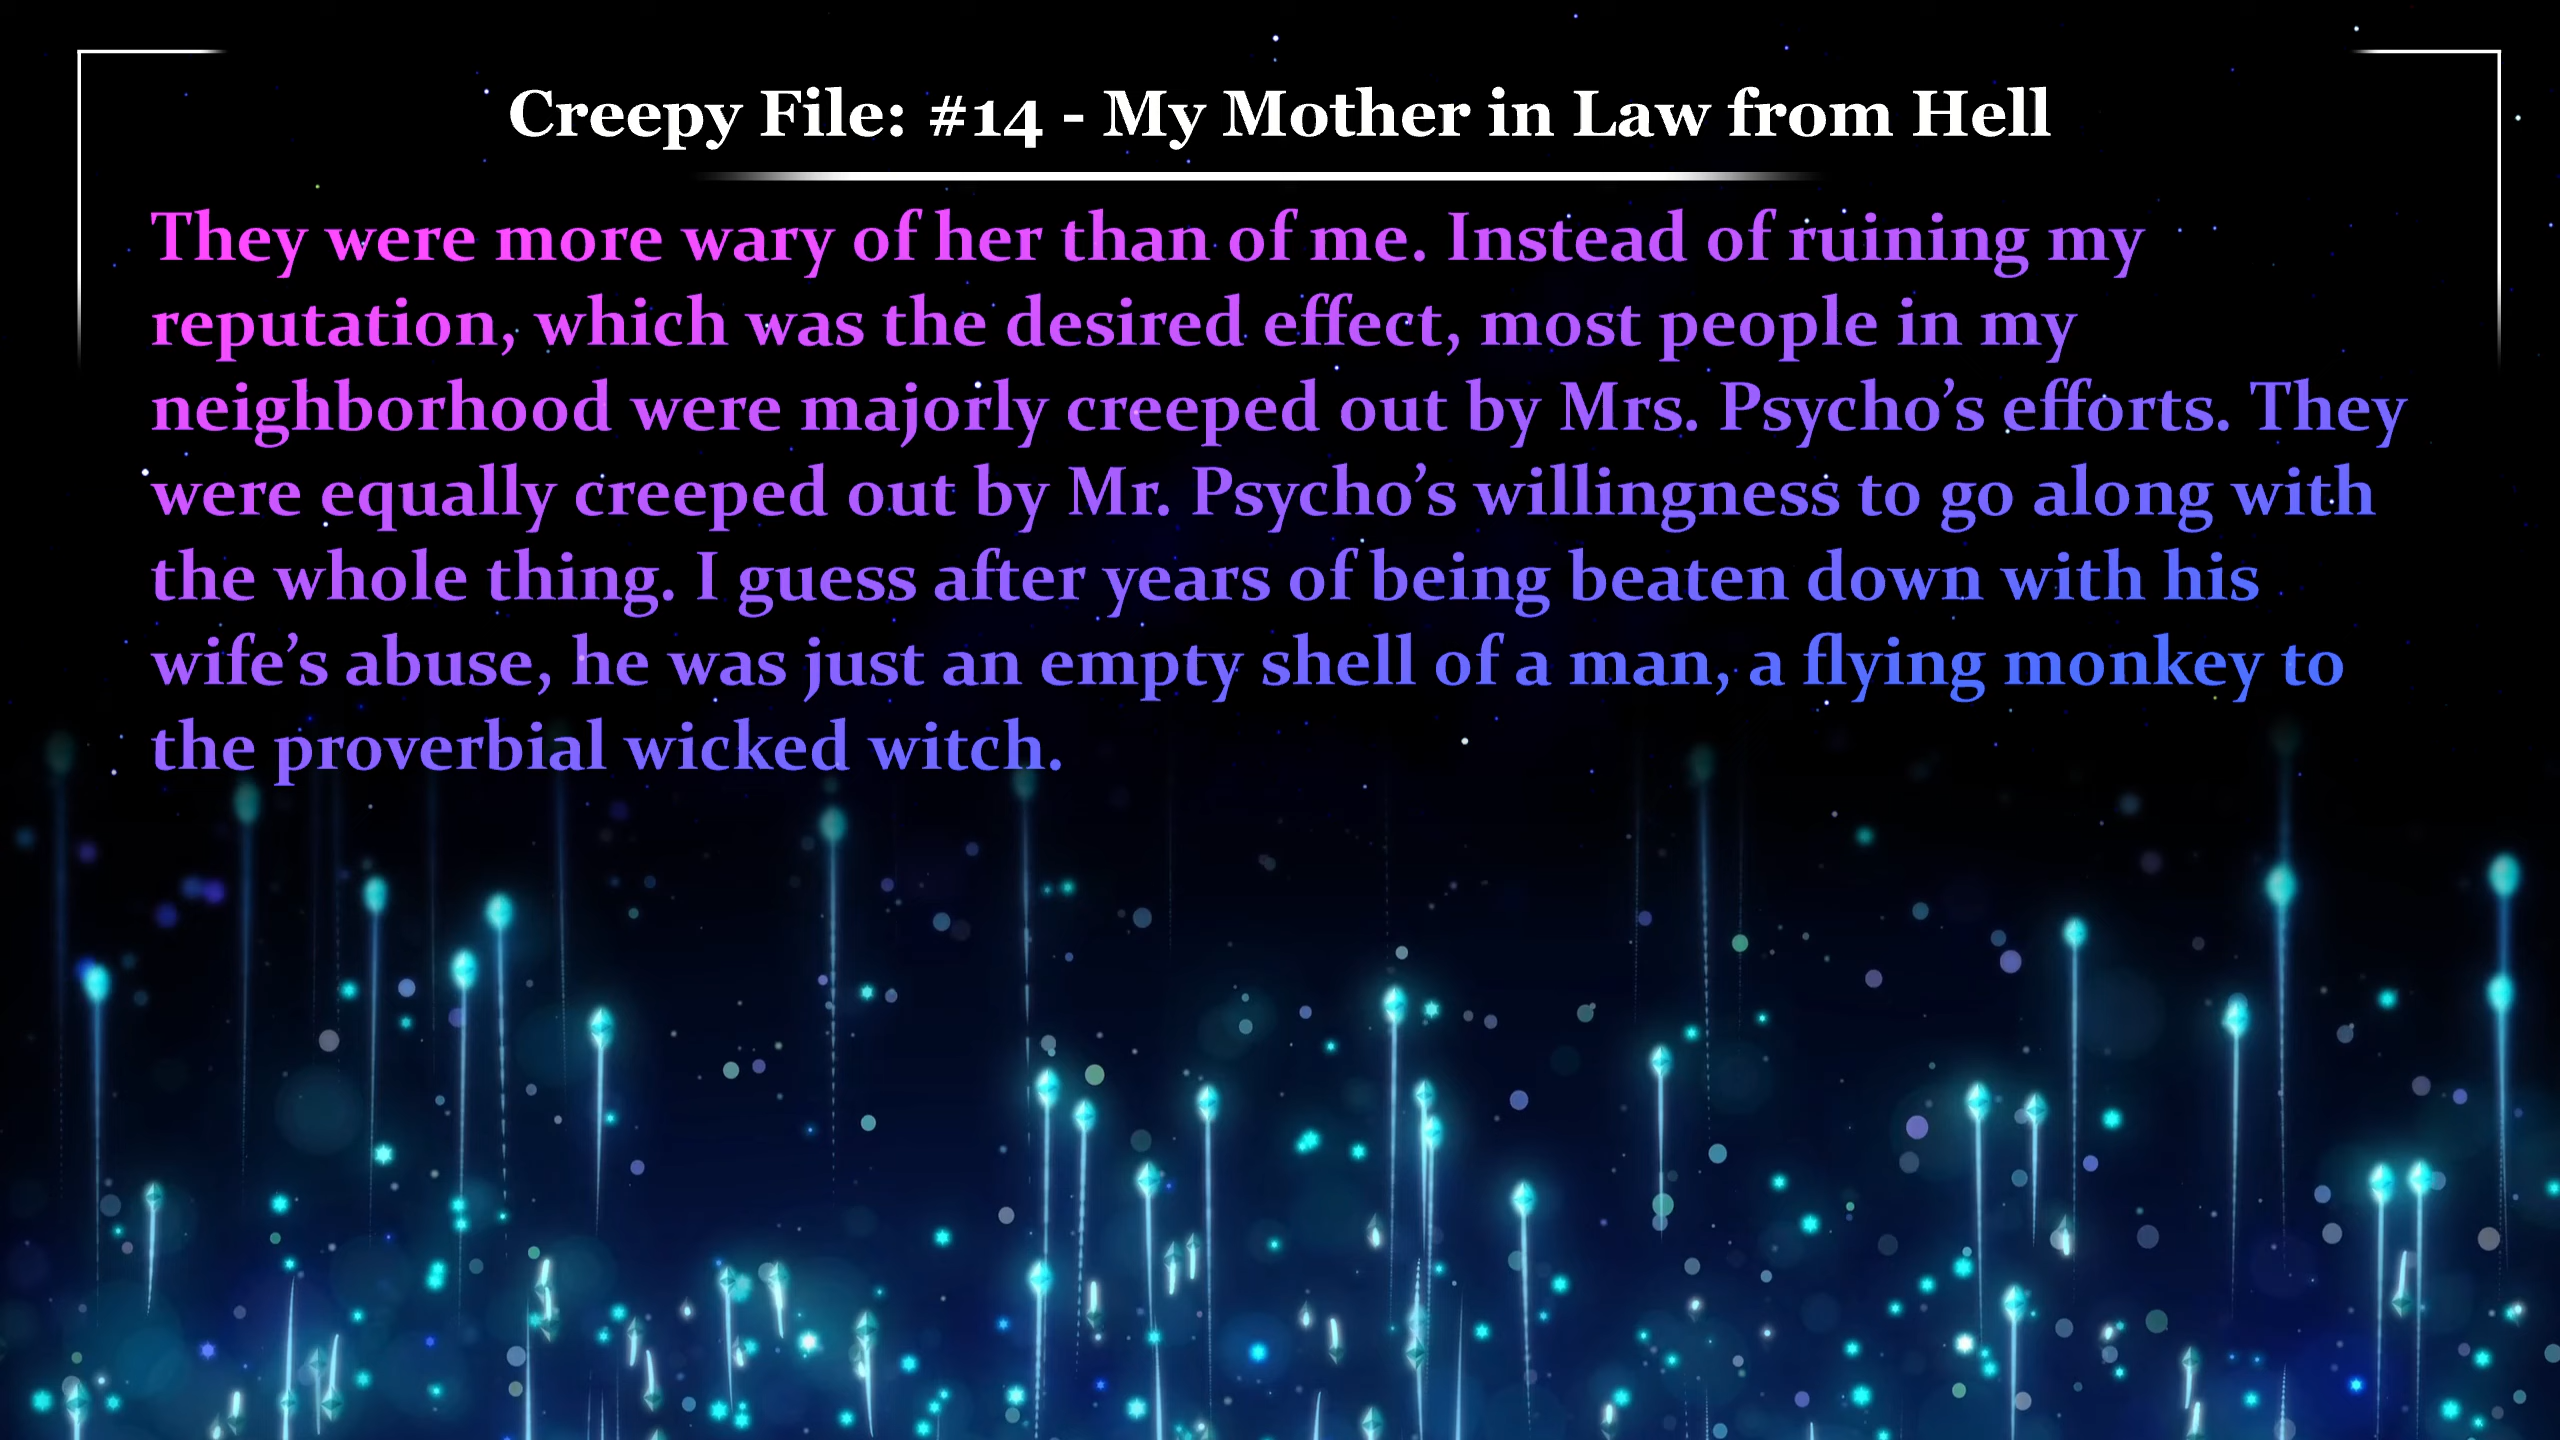 Creepy File: #14 - My Mother in Law from Hell
They were more wary of her than of me. Instead of ruining my
reputation, which was the desired effect, most people in my
neighborhood were majorly creeped out by Mrs. Psycho’s efforts. They
were equally creeped out by Mr. Psycho’s willingness to go along with
the whole thing. I guess after years of being beaten down with his
wife’s abuse, he was just an empty shell of a man, a flying monkey to
the proverbial wicked witch.